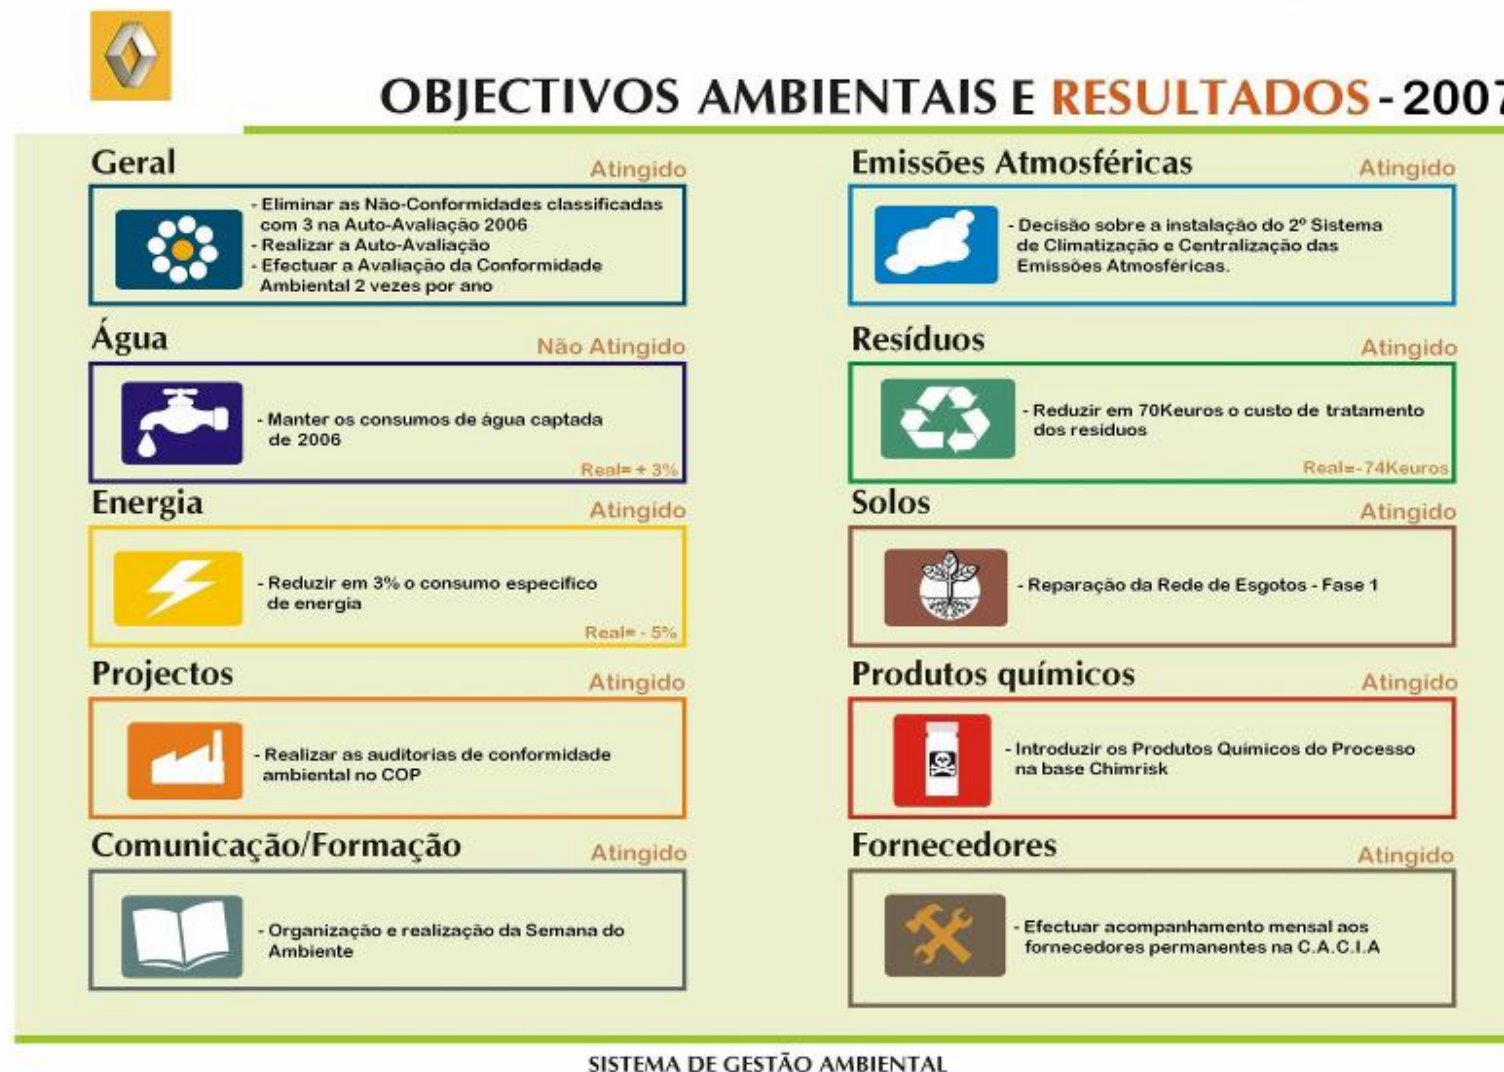 OBJECTIVOS AMBIENTAIS E RESULTADOS - 2007
Geral
Atingido
- Eliminar as Não-Conformidades classificadas
com 3 na Auto-Avaliação 2006
- Realizar a Auto-Avaliação
- Efectuar a Avaliação da Conformidade
Ambiental 2 vezes por ano
Água
Não Atingido
- Manter os consumos de água captada
de 2006
Real= + 3%
Energia
Atingido
- Reduzir em 3% o consumo especifico
de energia
Real= - 5%
Projectos
Atingido
- Realizar as auditorias de conformidade
ambiental no COP
Comunicação/Formação
Atingido
- Organização e realização da Semana do
Ambiente
Emissões Atmosféricas
Atingido
- Decisão sobre a instalação do 2º Sistema
de Climatização e Centralização das
Emissões Atmosféricas.
Resíduos
Atingido
- Reduzir em 70Keuros o custo de tratamento
dos residuos
Real=-74Keuros
Solos
Atingido
- Reparação da Rede de Esgotos - Fase 1
Produtos químicos
Atingido
- Introduzir os Produtos Químicos do Processo
na base Chimrisk
Fornecedores
Atingido
- Efectuar acompanhamento mensal aos
fornecedores permanentes na C.A.C.I.A
SISTEMA DE GESTÃO AMBIENTAL